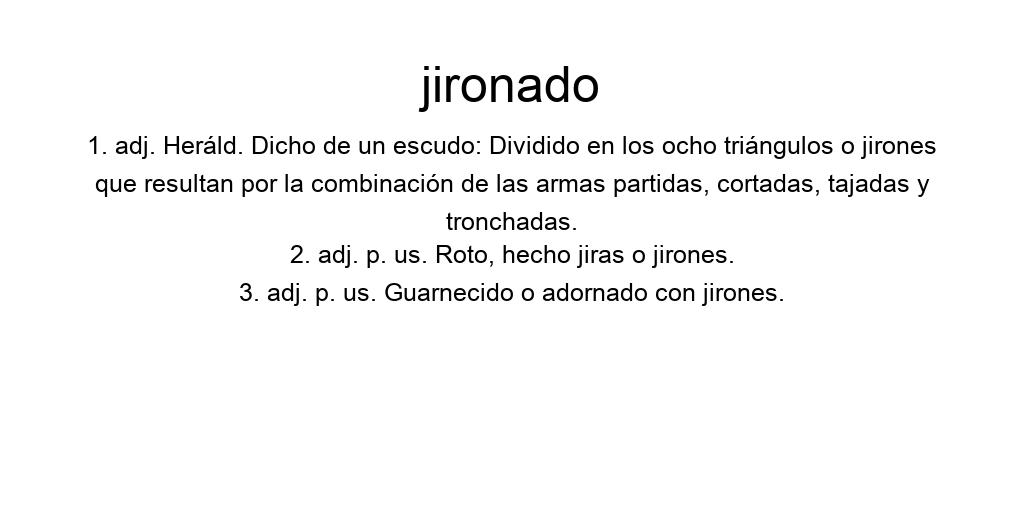 jironado
1. adj. Heráld. Dicho de un escudo: Dividido en los ocho triángulos o jirones
que resultan por la combinación de las armas partidas, cortadas, tajadas y
tronchadas.
2. adj. p. us. Roto, hecho jiras o jirones.
3. adj. p. us. Guarnecido o adornado con jirones.